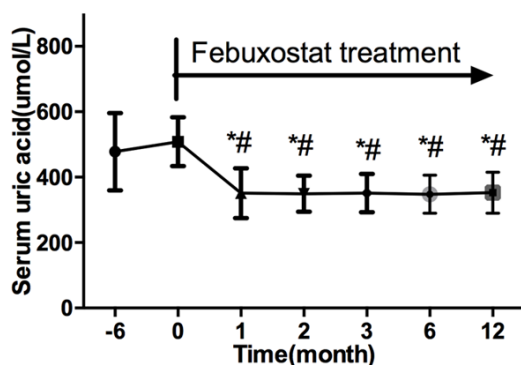 Febuxostat treatment
Serum uric acid(umol/L)
800
600
400
200
0
*# *# *# *# *#
-6 0 1 2 3 6 12
Time(month)